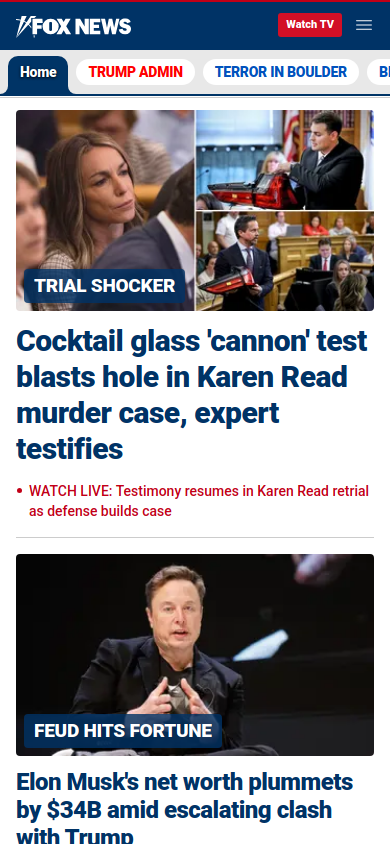 FOX NEWS
Watch TV
Home
TRUMP ADMIN
TERROR IN BOULDER
TRIAL SHOCKER
Cocktail glass 'cannon' test
blasts hole in Karen Read
murder case, expert
testifies
• WATCH LIVE: Testimony resumes in Karen Read retrial
as defense builds case
FEUD HITS FORTUNE
Elon Musk's net worth plummets
by $34B amid escalating clash
with Trump